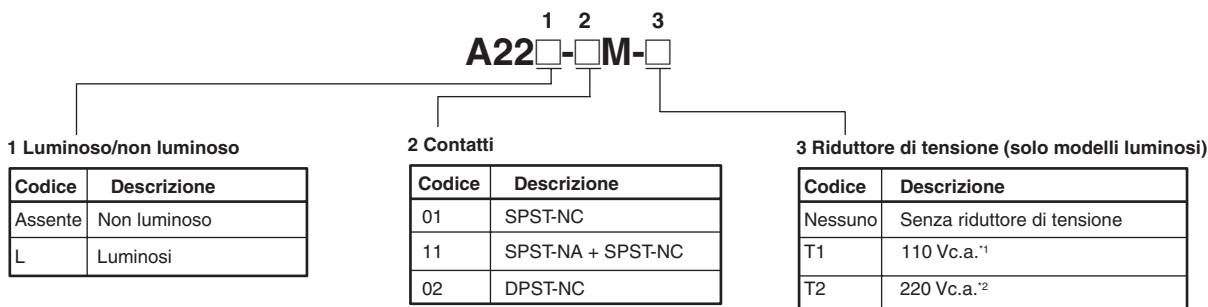 1 2 3
A22□-□M-□
1 Luminoso/non luminoso
Codice Descrizione
Assente Non luminoso
L Luminosi
2 Contatti
Codice Descrizione
01 SPST-NC
11 SPST-NA + SPST-NC
02 DPST-NC
3 Riduttore di tensione (solo modelli luminosi)
Codice Descrizione
Nessuno Senza riduttore di tensione
T1 110 Vc.a.*1
T2 220 Vc.a.*2